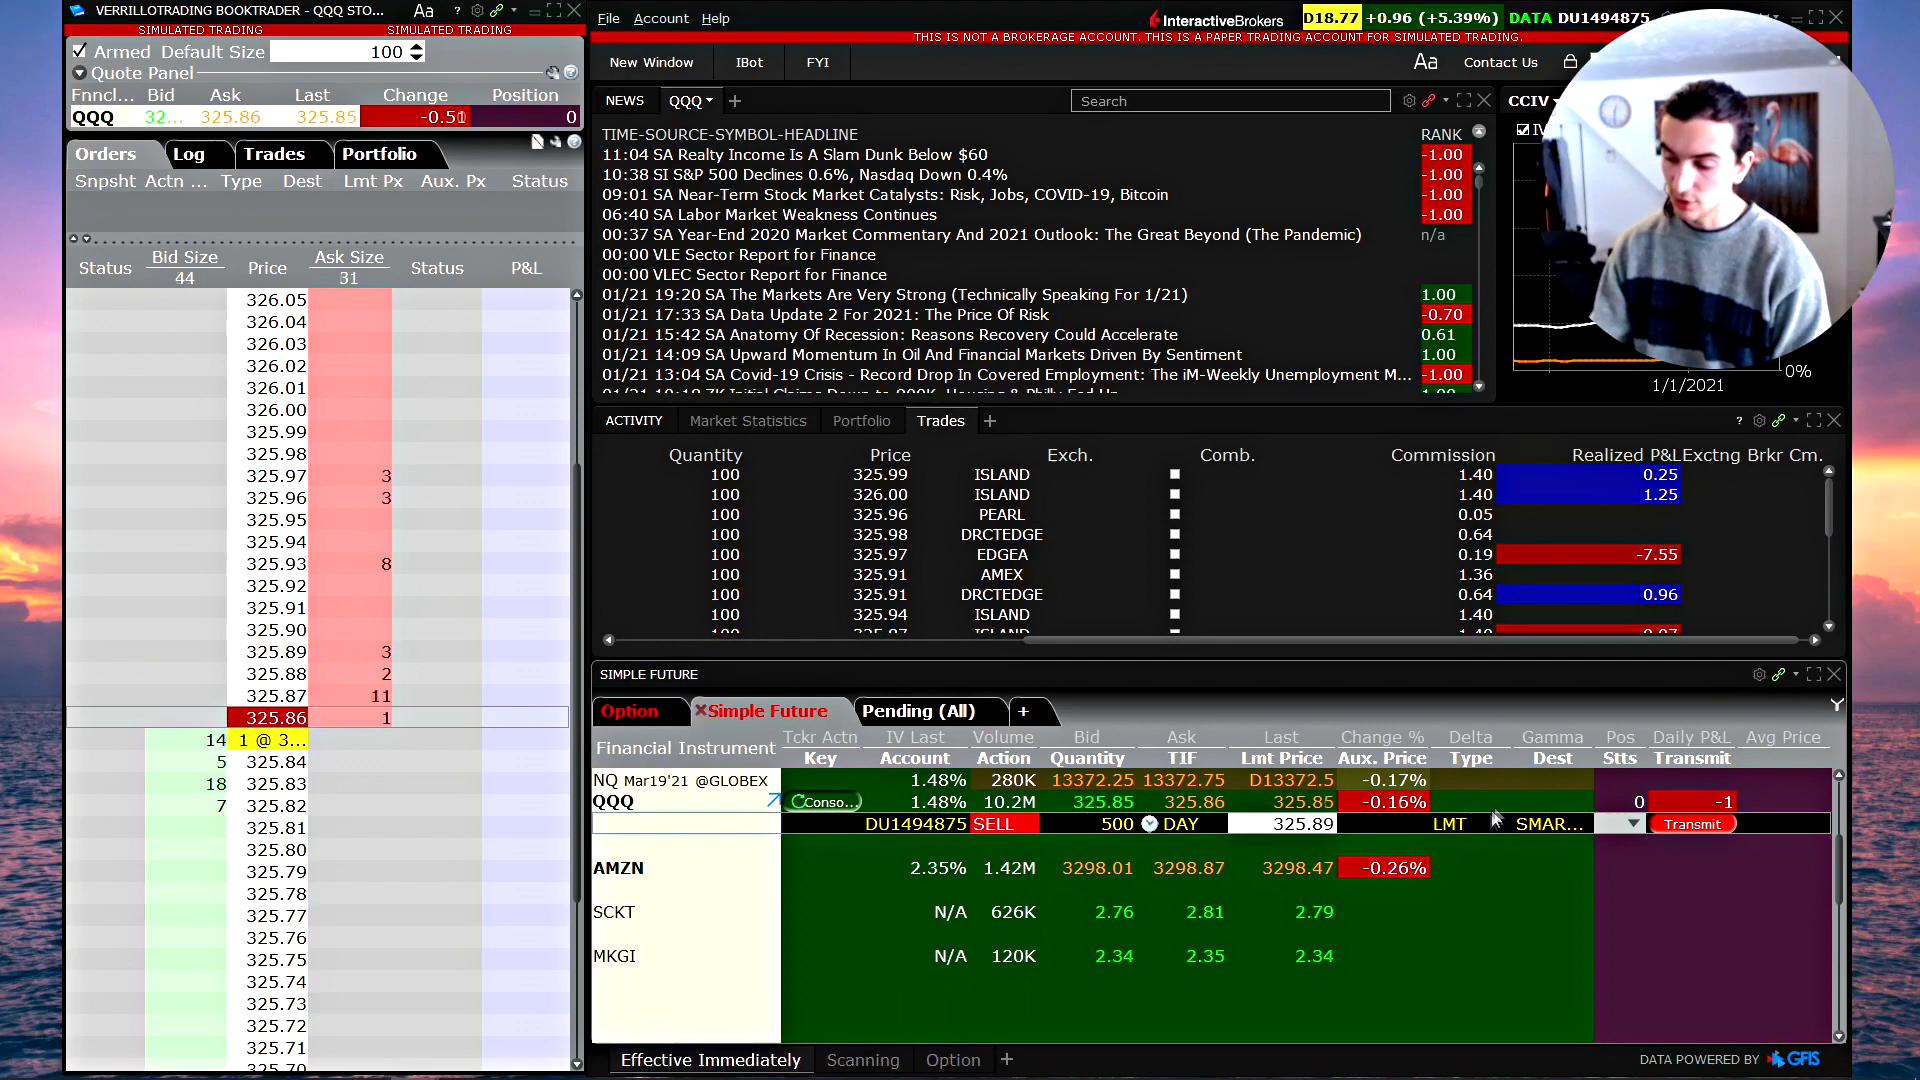 VERRILLOTRADING BOOKTRADER - QQQ STO...
Aa
?
SIMULATED TRADING SIMULATED TRADING
Armed Default Size 100
Quote Panel
Fnncl... Bid Ask Last Change Position
QQQ 32... 325.86 325.85 -0.51 0
Orders Log Trades Portfolio
Snpsht Actn ... Type Dest Lmt Px Aux. Px Status
Status Bid Size Price Ask Size Status P&L
44 31
326.05
326.04
326.03
326.02
326.01
326.00
325.99
325.98
325.97 3
325.96 3
325.95
325.94
325.93 8
325.92
325.91
325.90
325.89 3
325.88 2
325.87 11
325.86 1
14 1 @ 3...
5 325.84
18 325.83
7 325.82
325.81
325.80
325.79
325.78
325.77
325.76
325.75
325.74
325.73
325.72
325.71
325.70
File Account Help
InteractiveBrokers
D18.77 +0.96 (+5.39%) DATA DU1494875
THIS IS NOT A BROKERAGE ACCOUNT. THIS IS A PAPER TRADING ACCOUNT FOR SIMULATED TRADING.
New Window IBot FYI Aa Contact Us
NEWS QQQ + Search
TIME-SOURCE-SYMBOL-HEADLINE RANK
11:04 SA Realty Income Is A Slam Dunk Below $60 -1.00
10:38 SI S&P 500 Declines 0.6%, Nasdaq Down 0.4% -1.00
09:01 SA Near-Term Stock Market Catalysts: Risk, Jobs, COVID-19, Bitcoin -1.00
06:40 SA Labor Market Weakness Continues -1.00
00:37 SA Year-End 2020 Market Commentary And 2021 Outlook: The Great Beyond (The Pandemic) n/a
00:00 VLE Sector Report for Finance
00:00 VLEC Sector Report for Finance
01/21 19:20 SA The Markets Are Very Strong (Technically Speaking For 1/21) 1.00
01/21 17:33 SA Data Update 2 For 2021: The Price Of Risk -0.70
01/21 15:42 SA Anatomy Of Recession: Reasons Recovery Could Accelerate 0.61
01/21 14:09 SA Upward Momentum In Oil And Financial Markets Driven By Sentiment 1.00
01/21 13:04 SA Covid-19 Crisis - Record Drop In Covered Employment: The iM-Weekly Unemployment M... -1.00
CCIV
IV
0%
1/1/2021
ACTIVITY Market Statistics Portfolio Trades +
?
Quantity Price Exch. Comb. Commission Realized P&L Exctng Brkr Cm.
100 325.99 ISLAND 1.40 0.25
100 326.00 ISLAND 1.40 1.25
100 325.96 PEARL 0.05
100 325.98 DRCTEDGE 0.64
100 325.97 EDGEA 0.19 -7.55
100 325.91 AMEX 1.36
100 325.91 DRCTEDGE 0.64 0.96
100 325.94 ISLAND 1.40
SIMPLE FUTURE
Option Simple Future Pending (All) +
Financial Instrument
Tckr Actn IV Last Volume Bid Ask Last Change % Delta Gamma Pos Daily P&L Avg Price
Key Account Action Quantity TIF Lmt Price Aux. Price Type Dest Stts Transmit
NQ Mar19'21 @GLOBEX 1.48% 280K 13372.25 13372.75 D13372.5 -0.17%
QQQ Conso... 1.48% 10.2M 325.85 325.86 325.85 -0.16% 0 -1
DU1494875 SELL 500 DAY 325.89 LMT SMAR... Transmit
AMZN 2.35% 1.42M 3298.01 3298.87 3298.47 -0.26%
SCKT N/A 626K 2.76 2.81 2.79
MKGI N/A 120K 2.34 2.35 2.34
Effective Immediately Scanning Option +
DATA POWERED BY GFIS